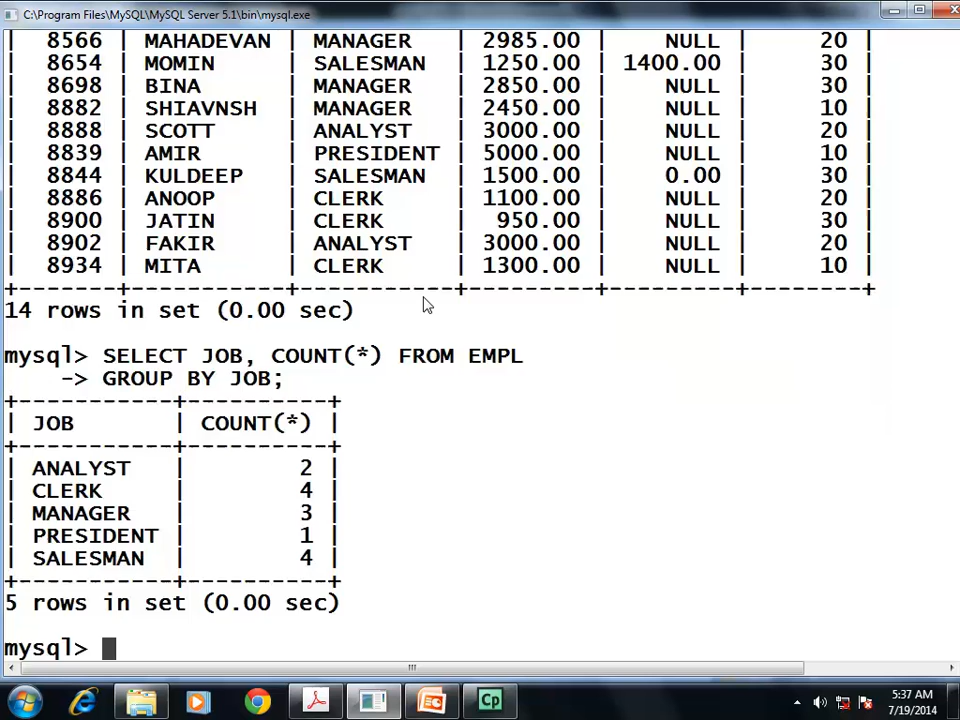 C:\Program Files\MySQL\MySQL Server 5.1\bin\mysql.exe
| 8566 | MAHADEVAN | MANAGER | 2985.00 | NULL | 20 |
| 8654 | MOMIN | SALESMAN | 1250.00 | 1400.00 | 30 |
| 8698 | BINA | MANAGER | 2850.00 | NULL | 30 |
| 8882 | SHIAVNSH | MANAGER | 2450.00 | NULL | 10 |
| 8888 | SCOTT | ANALYST | 3000.00 | NULL | 20 |
| 8839 | AMIR | PRESIDENT | 5000.00 | NULL | 10 |
| 8844 | KULDEEP | SALESMAN | 1500.00 | 0.00 | 30 |
| 8886 | ANOOP | CLERK | 1100.00 | NULL | 20 |
| 8900 | JATIN | CLERK | 950.00 | NULL | 30 |
| 8902 | FAKIR | ANALYST | 3000.00 | NULL | 20 |
| 8934 | MITA | CLERK | 1300.00 | NULL | 10 |
+-------+-----------+-----------+---------+---------+--------+
14 rows in set (0.00 sec)
mysql> SELECT JOB, COUNT(*) FROM EMPL
-> GROUP BY JOB;
+-----------+----------+
| JOB | COUNT(*) |
+-----------+----------+
| ANALYST | 2 |
| CLERK | 4 |
| MANAGER | 3 |
| PRESIDENT | 1 |
| SALESMAN | 4 |
+-----------+----------+
5 rows in set (0.00 sec)
mysql>
Cp
5:37 AM
7/19/2014